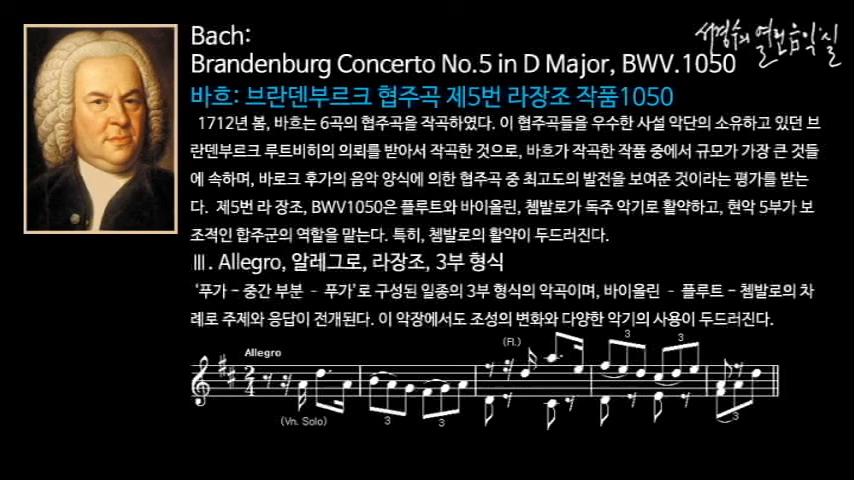 서경수의 열린음악실
Bach:
Brandenburg Concerto No.5 in D Major, BWV.1050
바흐: 브란덴부르크 협주곡 제5번 라장조 작품1050
1712년 봄, 바흐는 6곡의 협주곡을 작곡하였다. 이 협주곡들을 우수한 사설 악단의 소유하고 있던 브
란덴부르크 루트비히의 의뢰를 받아서 작곡한 것으로, 바흐가 작곡한 작품 중에서 규모가 가장 큰 것들
에 속하며, 바로크 후가의 음악 양식에 의한 협주곡 중 최고도의 발전을 보여준 것이라는 평가를 받는
다. 제5번 라 장조, BWV1050은 플루트와 바이올린, 쳄발로가 독주 악기로 활약하고, 현악 5부가 보
조적인 합주군의 역할을 맡는다. 특히, 쳄발로의 활약이 두드러진다.
Ⅲ. Allegro, 알레그로, 라장조, 3부 형식
‘푸가 – 중간 부분 – 푸가’로 구성된 일종의 3부 형식의 악곡이며, 바이올린 – 플루트 – 쳄발로의 차
례로 주제와 응답이 전개된다. 이 악장에서도 조성의 변화와 다양한 악기의 사용이 두드러진다.
Allegro
(Fl.)
3 3
2
4
(Vn. Solo)
3 3 3